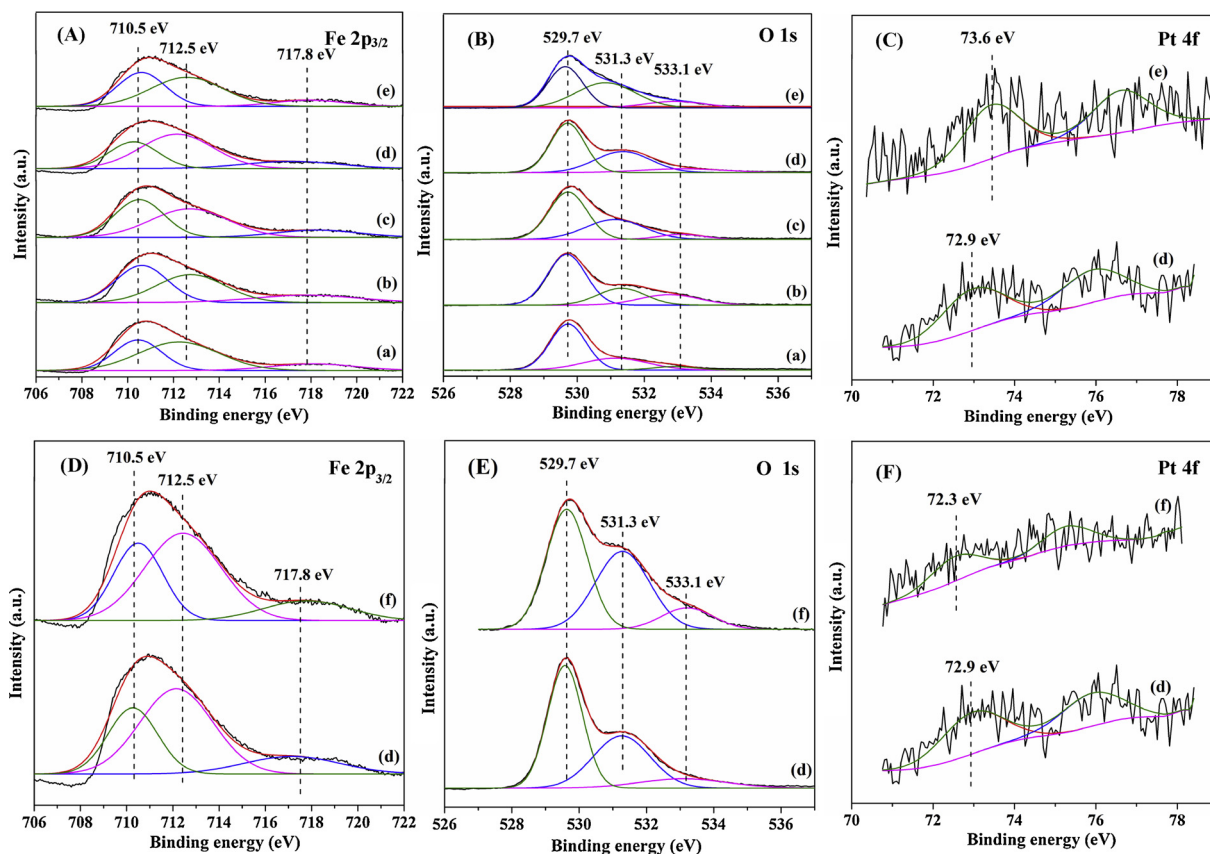 (A)
710.5 eV
Fe 2p3/2
712.5 eV
717.8 eV
(e)
(d)
(c)
(b)
(a)
Intensity (a.u.)
706 708 710 712 714 716 718 720 722
Binding energy (eV)
(B)
529.7 eV
O 1s
531.3 eV
533.1 eV
(e)
(d)
(c)
(b)
(a)
Intensity (a.u.)
526 528 530 532 534 536
Binding energy (eV)
(C)
73.6 eV
Pt 4f
(e)
72.9 eV
(d)
Intensity (a.u.)
70 72 74 76 78
Binding energy (eV)
(D)
710.5 eV
Fe 2p3/2
712.5 eV
717.8 eV
(f)
(d)
Intensity (a.u.)
706 708 710 712 714 716 718 720 722
Binding energy (eV)
(E)
529.7 eV
O 1s
531.3 eV
533.1 eV
(f)
(d)
Intensity (a.u.)
526 528 530 532 534 536
Binding energy (eV)
(F)
Pt 4f
72.3 eV
(f)
72.9 eV
(d)
Intensity (a.u.)
70 72 74 76 78
Binding energy (eV)